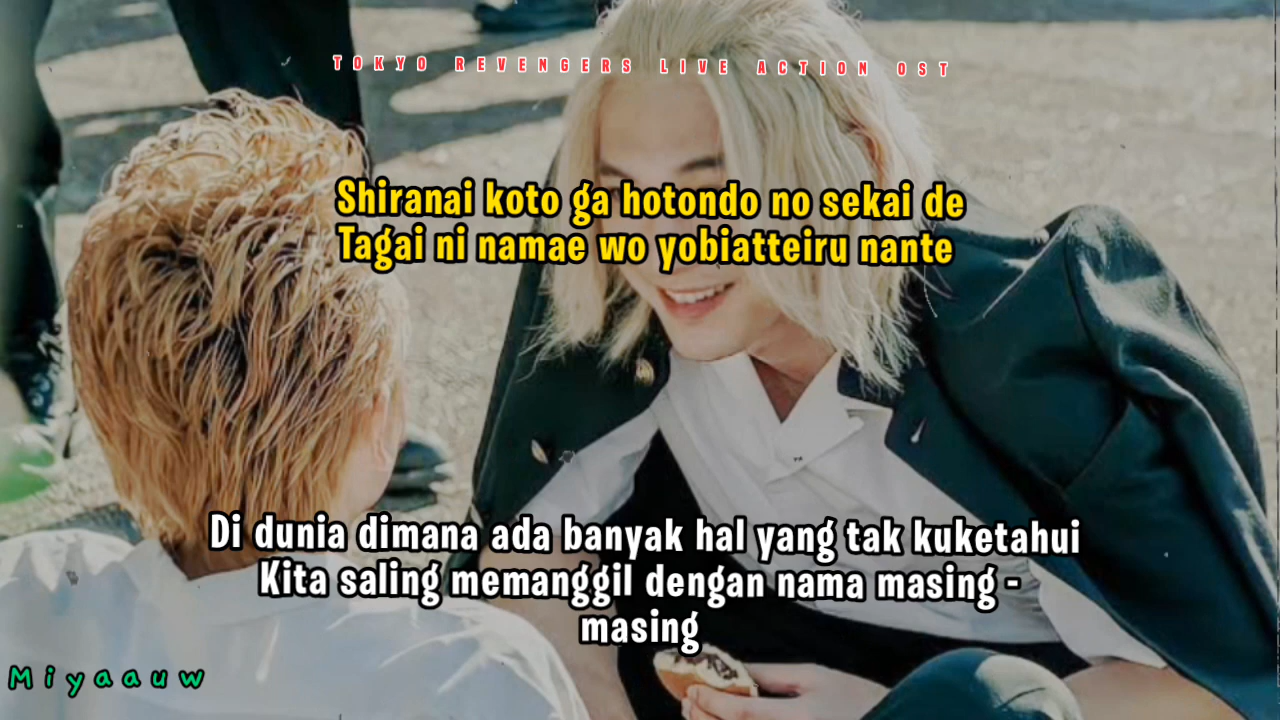 TOKYO REVENGERS LIVE ACTION OST
Shiranai koto ga hotondo no sekai de
Tagai ni namae wo yobiatteiru nante
Di dunia dimana ada banyak hal yang tak kuketahui
Kita saling memanggil dengan nama masing -
masing
Miyaauw